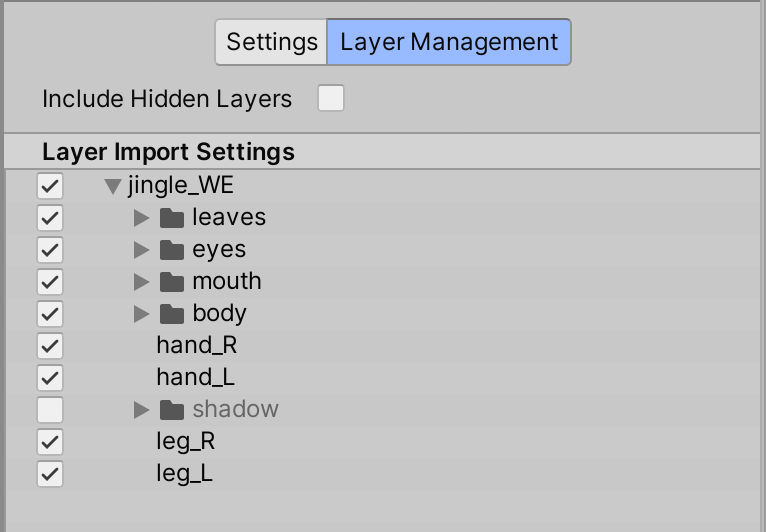 Settings Layer Management
Include Hidden Layers
Layer Import Settings
jingle_WE
leaves
eyes
mouth
body
hand_R
hand_L
shadow
leg_R
leg_L